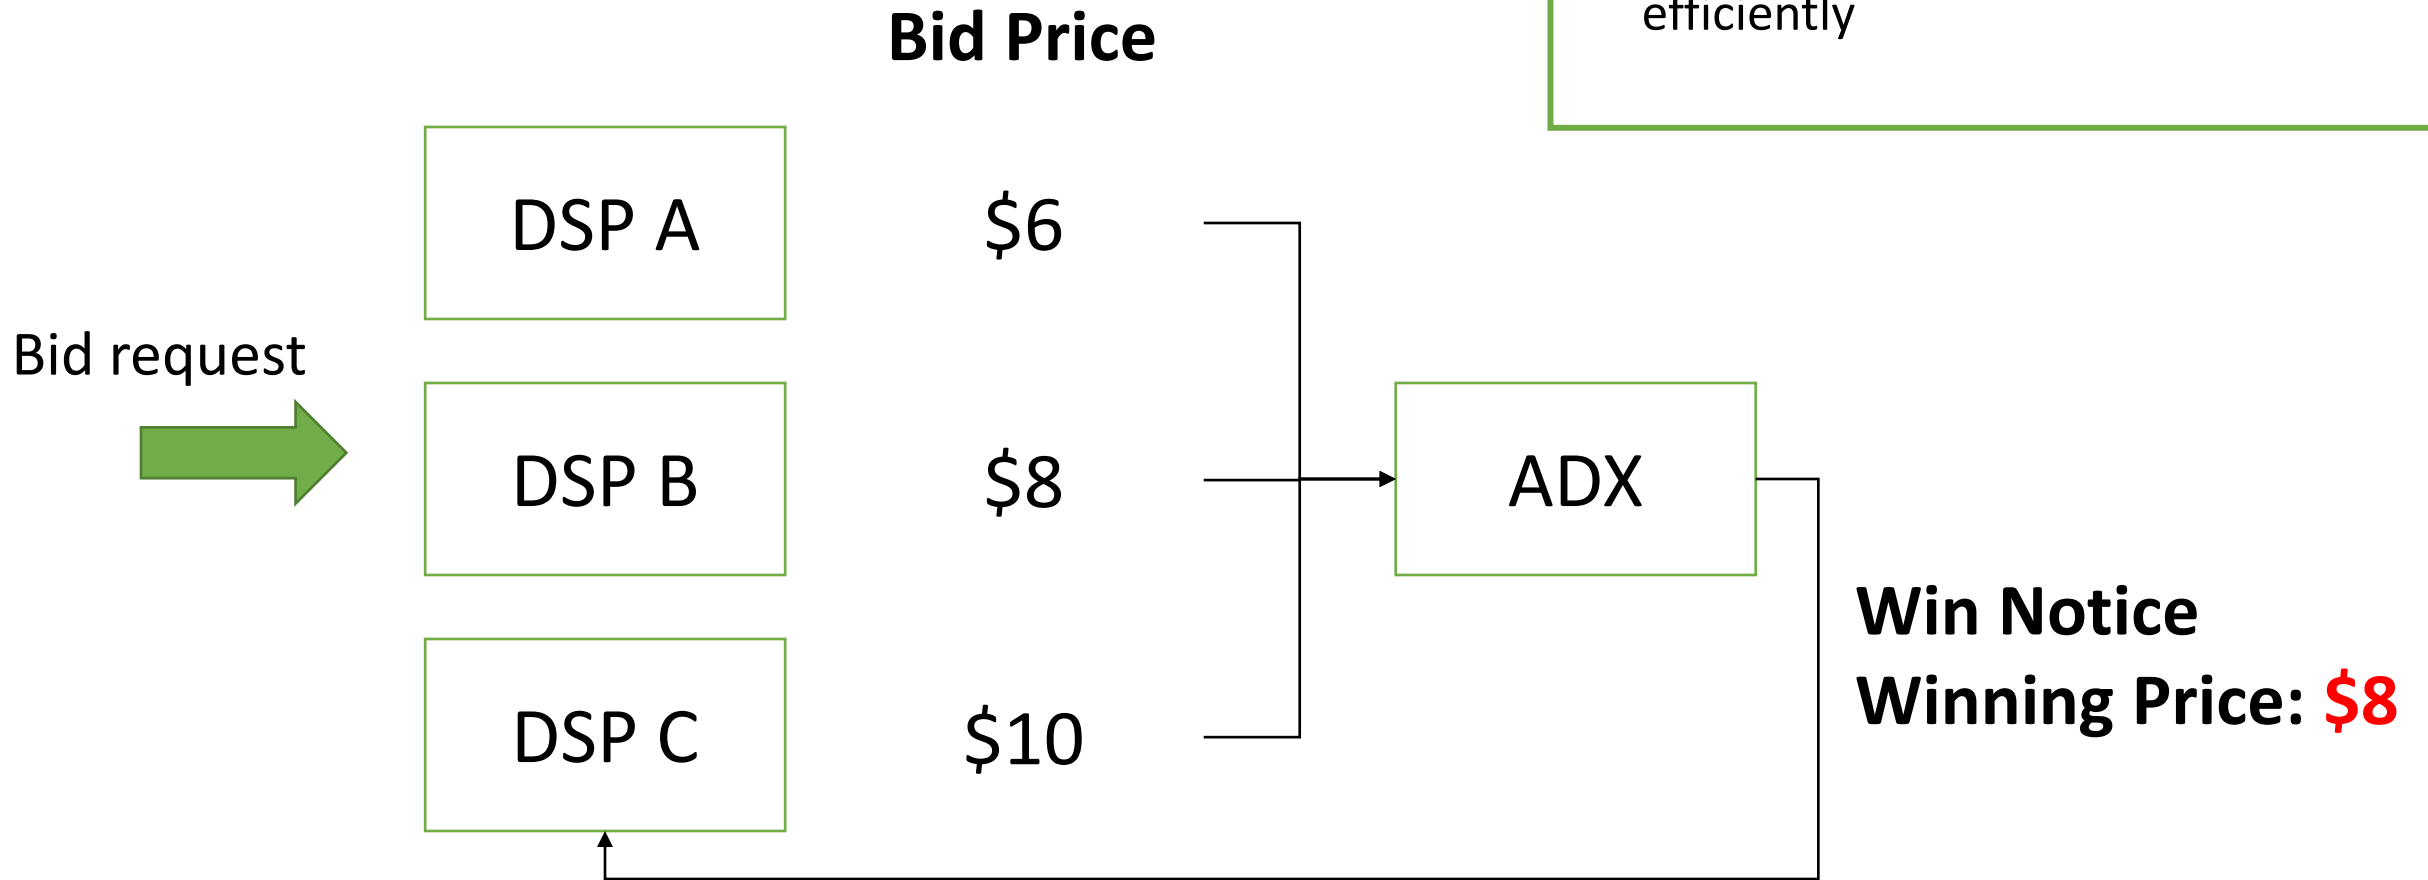 efficiently
Bid Price
DSP A
$6
Bid request
DSP B
$8
ADX
Win Notice
Winning Price: $8
DSP C
$10